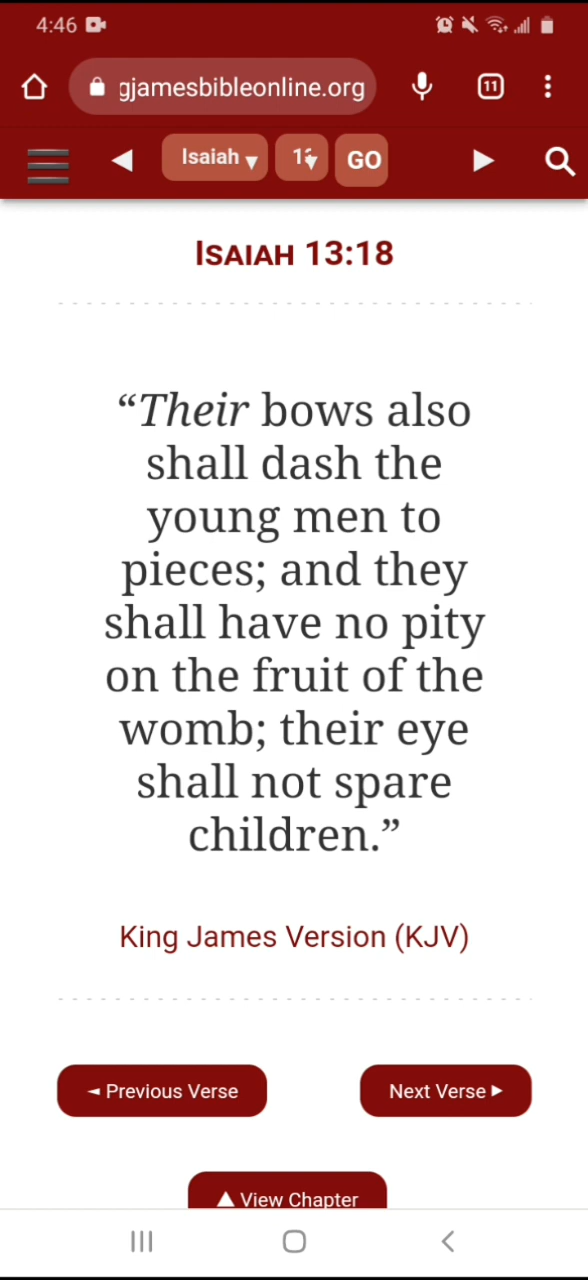 4:46
gjamesbibleonline.org
11
Isaiah
GO
ISAIAH 13:18
“Their bows also
shall dash the
young men to
pieces; and they
shall have no pity
on the fruit of the
womb; their eye
shall not spare
children.”
King James Version (KJV)
◄ Previous Verse
Next Verse ►
▲ View Chapter